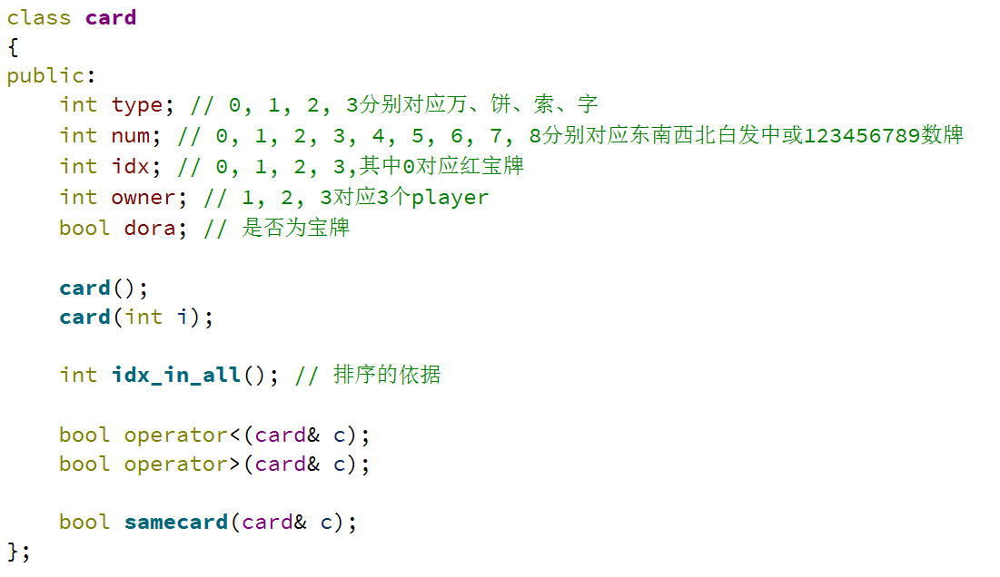 class card
{
public:
    int type; // 0, 1, 2, 3分别对应万、饼、索、字
    int num; // 0, 1, 2, 3, 4, 5, 6, 7, 8分别对应东南西北白发中或123456789数牌
    int idx; // 0, 1, 2, 3,其中0对应红宝牌
    int owner; // 1, 2, 3对应3个player
    bool dora; // 是否为宝牌

    card();
    card(int i);

    int idx_in_all(); // 排序的依据

    bool operator<(card& c);
    bool operator>(card& c);

    bool samecard(card& c);
};